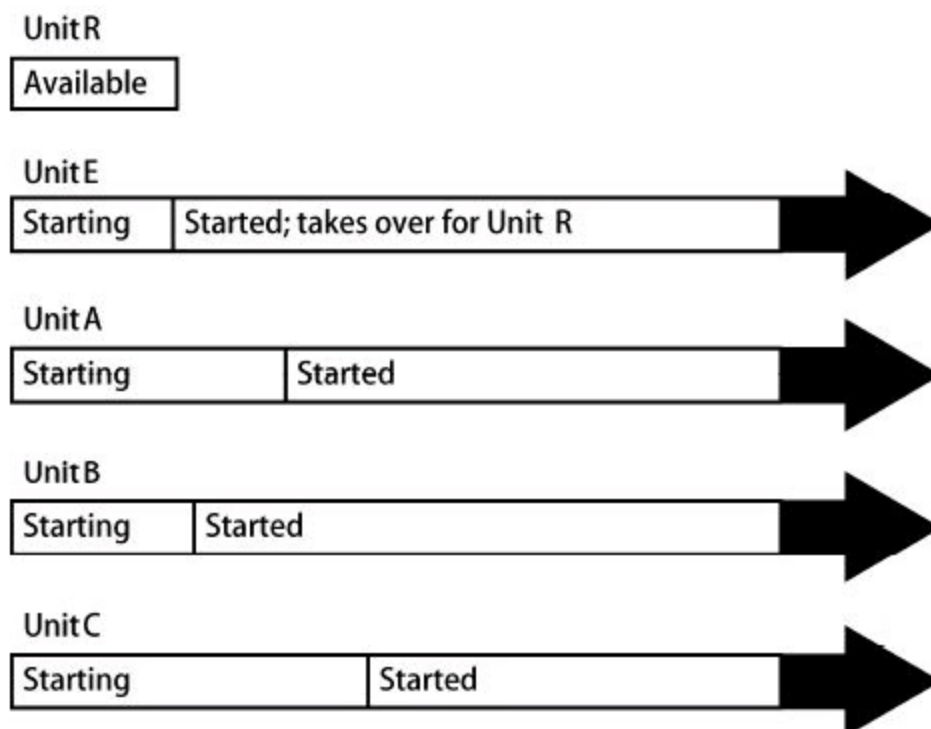 Unit R
Available
Unit E
Starting Started; takes over for Unit R
Unit A
Starting Started
Unit B
Starting Started
Unit C
Starting Started